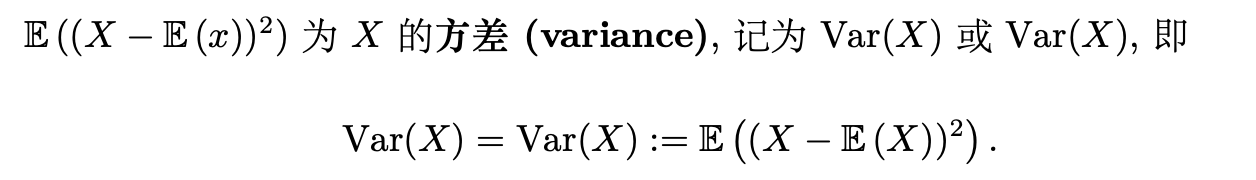 𝔼 ((X − 𝔼 (x))²) 为 X 的方差 (variance), 记为 Var(X) 或 Var(X), 即
Var(X) = Var(X) := 𝔼 ((X − 𝔼 (X))²) .